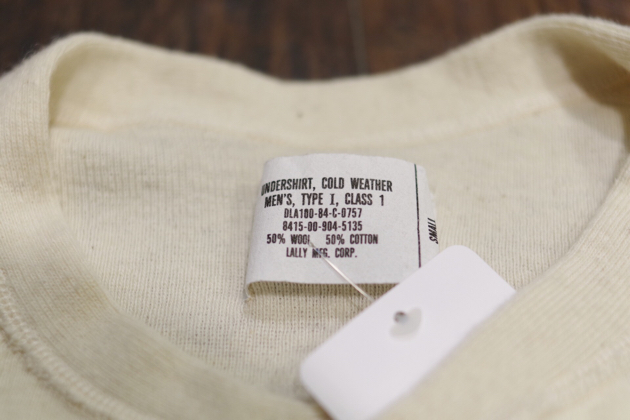 UNDERSHIRT, COLD WEATHER
MEN'S, TYPE I, CLASS 1
DLA100-84-C-0757
8415-00-904-5135
50% WOOL 50% COTTON
LALLY MFG. CORP.
SMALL